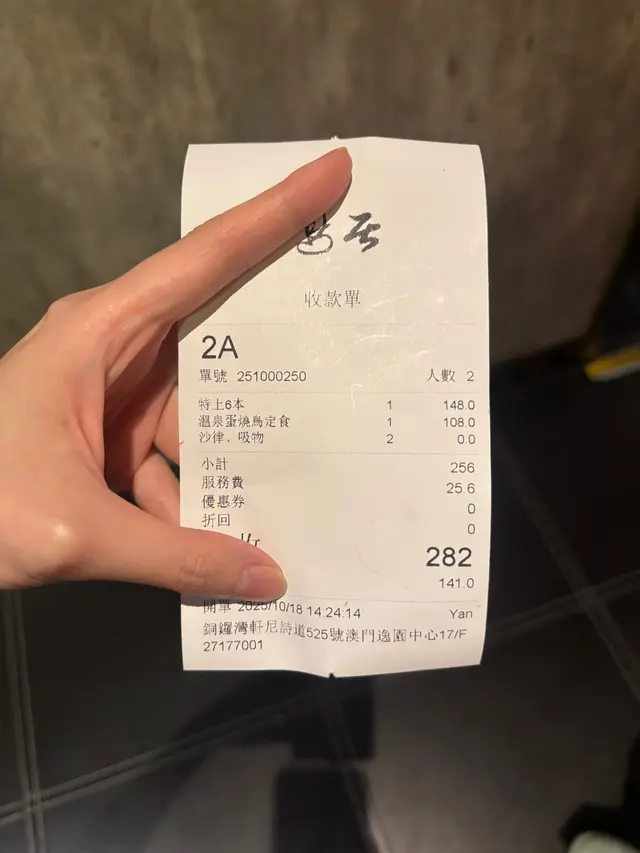 居
收款單
2A
單號 251000250 人數 2
特上6本 1 148.0
溫泉蛋燒鳥定食 1 108.0
沙律、吸物 2 0.0
小計 256
服務費 25.6
優惠券 0
折回 0
282
141.0
開單 2025/10/18 14:24:14 Yan
銅鑼灣軒尼詩道525號澳門逸園中心17/F
27177001